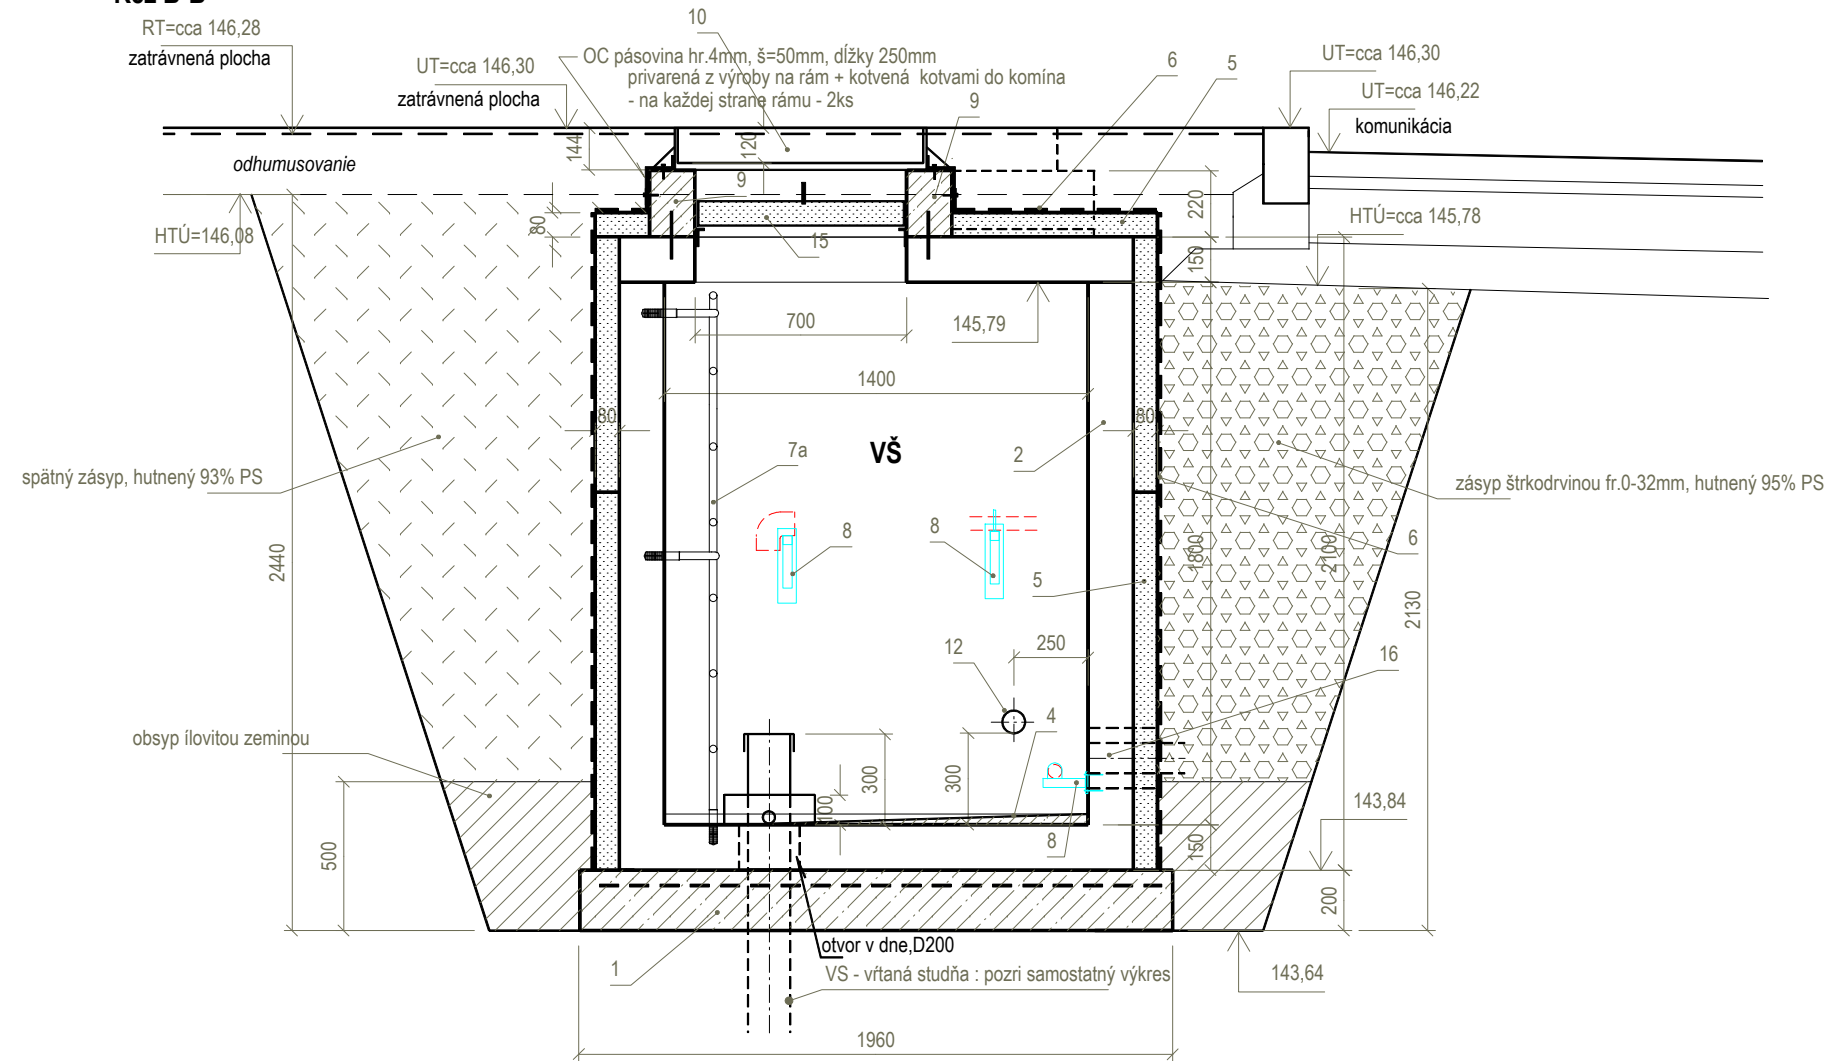 RT=cca 146,28
zatrávnená plocha
UT=cca 146,30
zatrávnená plocha
10
OC pásovina hr.4mm, š=50mm, dĺžky 250mm
privarená z výroby na rám + kotvená kotvami do komína
- na každej strane rámu - 2ks
9
6
5
UT=cca 146,30
UT=cca 146,22
komunikácia
odhumusovanie
144
120
9
80
220
HTÚ=146,08
HTÚ=cca 145,78
15
150
700
145,79
1400
80
80
VŠ
7a
2
spätný zásyp, hutnený 93% PS
zásyp štrkodrvinou fr.0-32mm, hutnený 95% PS
8
8
6
5
2440
1800
2100
2130
12
250
16
4
obsyp ílovitou zeminou
300
300
100
143,84
500
8
150
200
otvor v dne,D200
1
VS - vŕtaná studňa : pozri samostatný výkres
143,64
1960